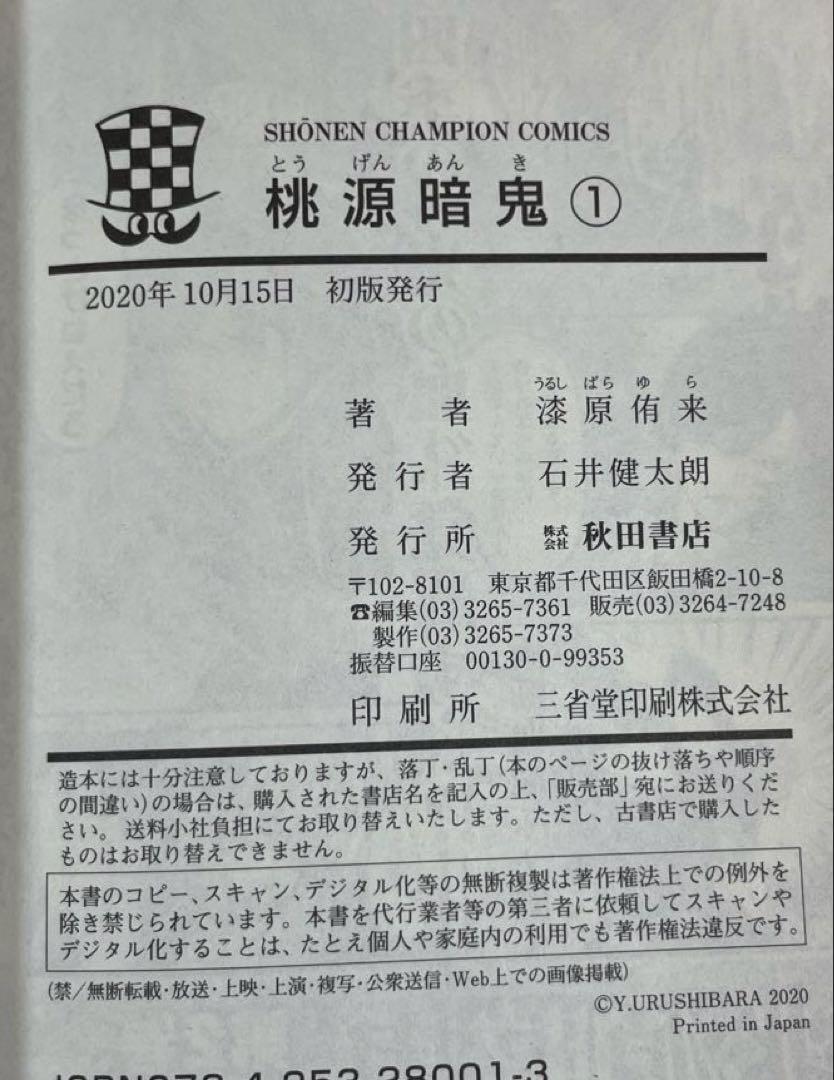 SHŌNEN CHAMPION COMICS
とう げん あん き
桃源暗鬼①
2020年10月15日 初版発行
うるし ばら ゆ ら
著者 漆原侑来
発行者 石井健太朗
発行所 株式会社 秋田書店
〒102-8101 東京都千代田区飯田橋2-10-8
☎編集(03)3265-7361 販売(03)3264-7248
製作(03)3265-7373
振替口座 00130-0-99353
印刷所 三省堂印刷株式会社
造本には十分注意しておりますが、落丁・乱丁(本のページの抜け落ちや順序
の間違い)の場合は、購入された書店名を記入の上、「販売部」宛にお送りくだ
さい。送料小社負担にてお取り替えいたします。ただし、古書店で購入した
ものはお取り替えできません。
本書のコピー、スキャン、デジタル化等の無断複製は著作権法上での例外を
除き禁じられています。本書を代行業者等の第三者に依頼してスキャンや
デジタル化することは、たとえ個人や家庭内の利用でも著作権法違反です。
(禁/無断転載・放送・上映・上演・複写・公衆送信・Web上での画像掲載)
©Y.URUSHIBARA 2020
Printed in Japan
ISBN978-4-253-28001-3